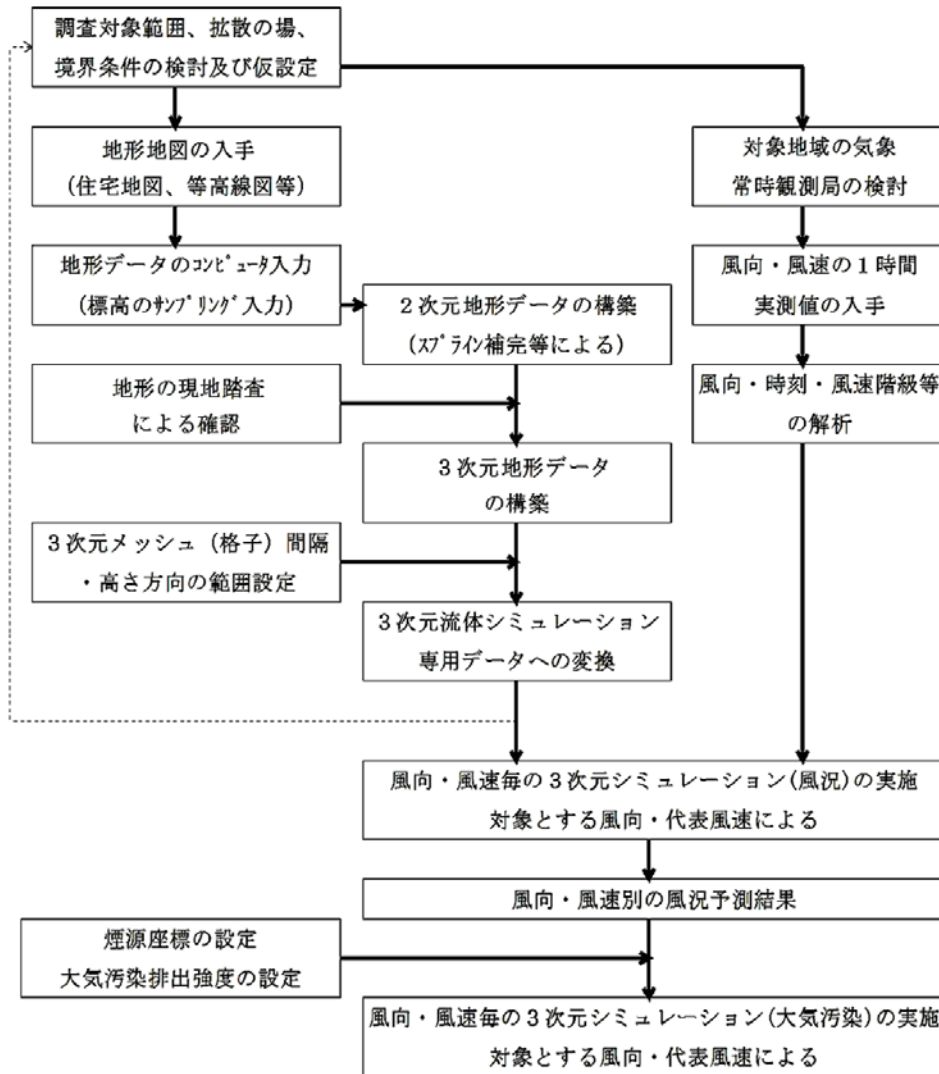 調査対象範囲、拡散の場、
境界条件の検討及び仮設定
地形地図の入手
(住宅地図、等高線図等)
対象地域の気象
常時観測局の検討
地形データのｺﾝﾋﾟｭｰﾀ入力
(標高のｻﾝﾌﾟﾘﾝｸﾞ入力)
風向・風速の１時間
実測値の入手
２次元地形データの構築
(ｽﾌﾟﾗｲﾝ補完等による)
地形の現地踏査
による確認
風向・時刻・風速階級等
の解析
３次元地形データ
の構築
３次元メッシュ（格子）間隔
・高さ方向の範囲設定
３次元流体シミュレーション
専用データへの変換
風向・風速毎の３次元シミュレーション(風況)の実施
対象とする風向・代表風速による
風向・風速別の風況予測結果
煙源座標の設定
大気汚染排出強度の設定
風向・風速毎の３次元シミュレーション(大気汚染)の実施
対象とする風向・代表風速による